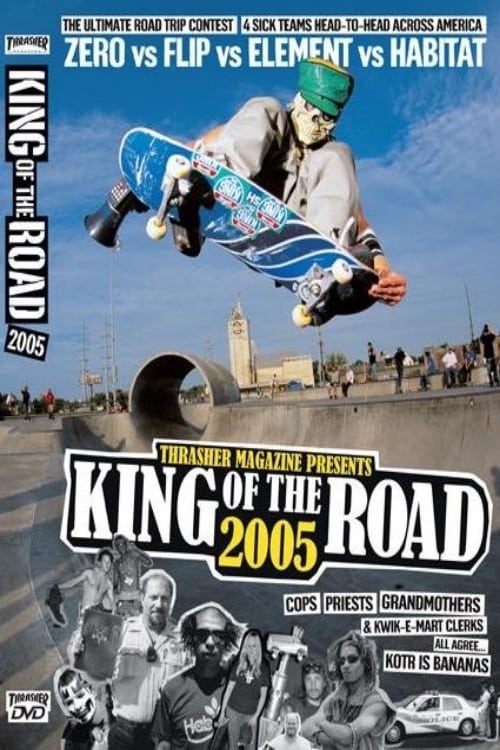 THRASHER
MAGAZINE
KING OF THE ROAD
2005
THE ULTIMATE ROAD TRIP CONTEST
4 SICK TEAMS HEAD-TO-HEAD ACROSS AMERICA
ZERO vs FLIP vs ELEMENT vs HABITAT
THRASHER MAGAZINE PRESENTS
KING OF THE ROAD
2005
COPS PRIESTS GRANDMOTHERS
& KWIK-E-MART CLERKS
ALL AGREE...
KOTR IS BANANAS
THRASHER
DVD
POLICE